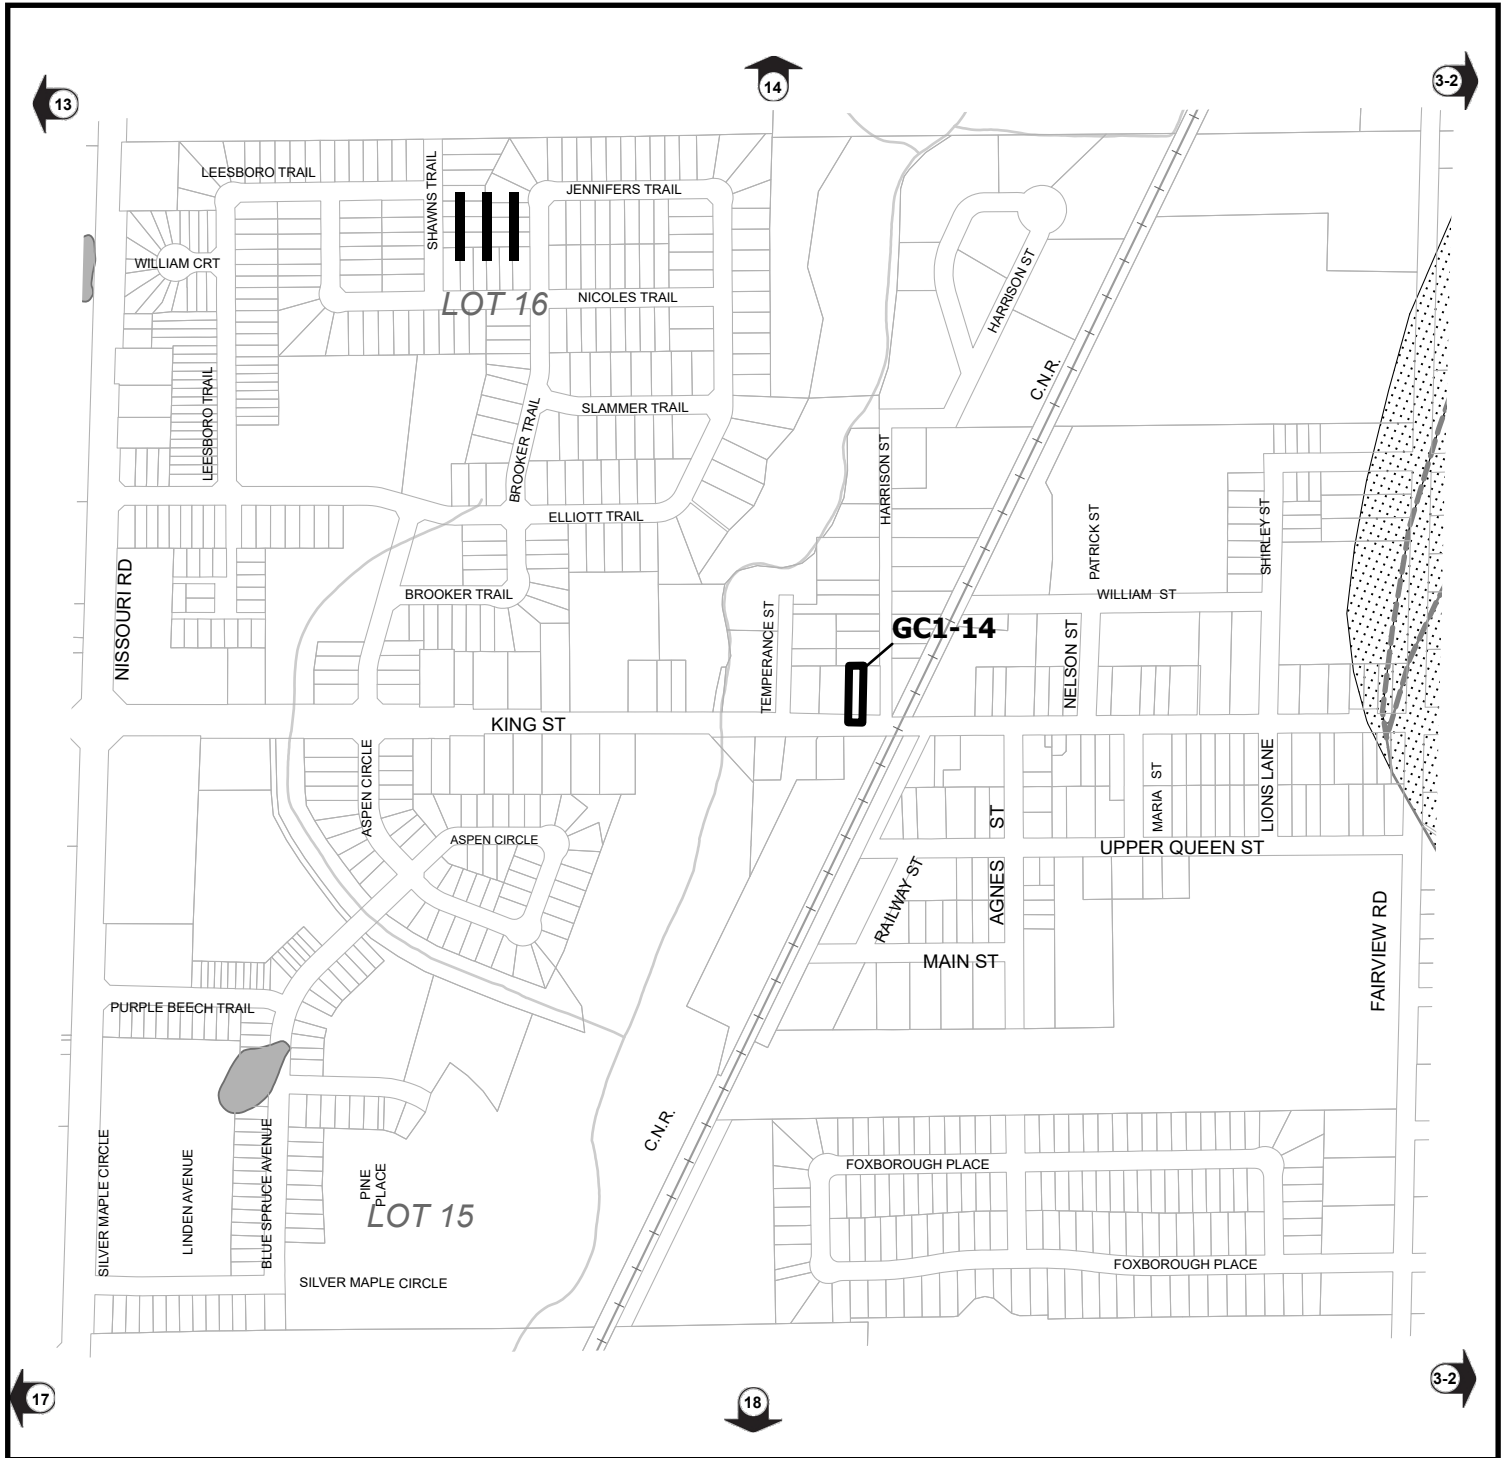 13
14
3-2
LEESBORO TRAIL
SHAWNS TRAIL
JENNIFERS TRAIL
WILLIAM CRT
III
LOT 16
NICOLES TRAIL
HARRISON ST
C.N.R.
LEESBORO TRAIL
BROOKER TRAIL
SLAMMER TRAIL
HARRISON ST
ELLIOTT TRAIL
PATRICK ST
SHIRLEY ST
NISSOURI RD
BROOKER TRAIL
TEMPERANCE ST
GC1-14
WILLIAM ST
NELSON ST
KING ST
ASPEN CIRCLE
ASPEN CIRCLE
AGNES ST
MARIA ST
LIONS LANE
UPPER QUEEN ST
RAILWAY ST
MAIN ST
FAIRVIEW RD
PURPLE BEECH TRAIL
SILVER MAPLE CIRCLE
LINDEN AVENUE
BLUE SPRUCE AVENUE
PINE
PLACE
LOT 15
C.N.R.
FOXBOROUGH PLACE
FOXBOROUGH PLACE
SILVER MAPLE CIRCLE
17
18
3-2